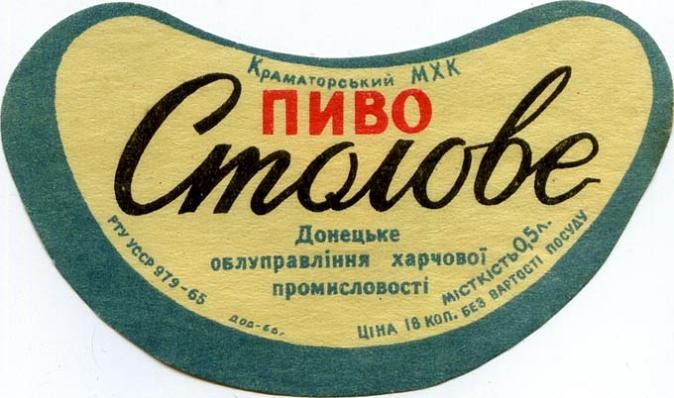 Краматорський МХК
ПИВО
Столове
Донецьке
облуправління харчової
промисловості
РТУ УССР 979-65
МІСТКІСТЬ 0,5 л.
ЦІНА 18 КОП. БЕЗ ВАРТОСТІ ПОСУДУ